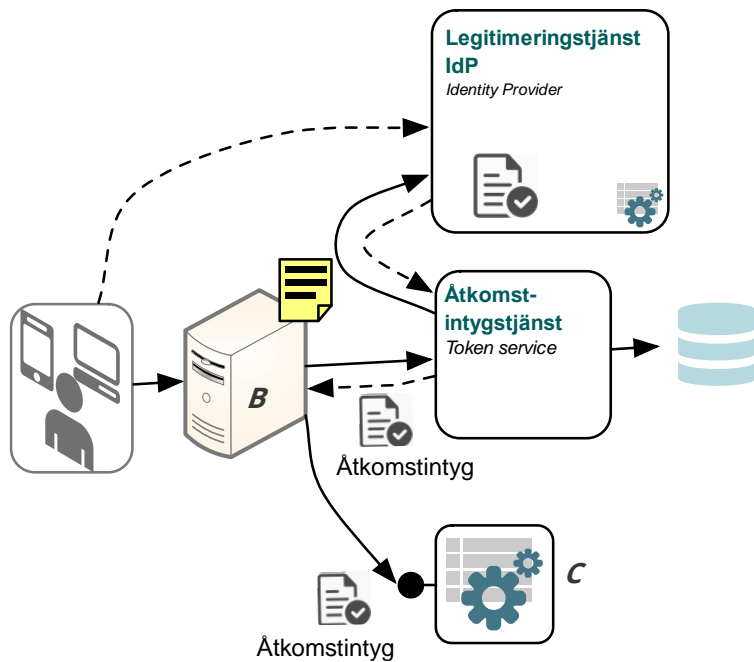 Legitimeringstjänst
IdP
Identity Provider
Åtkomst-
intygstjänst
Token service
B
Åtkomstintyg
C
Åtkomstintyg